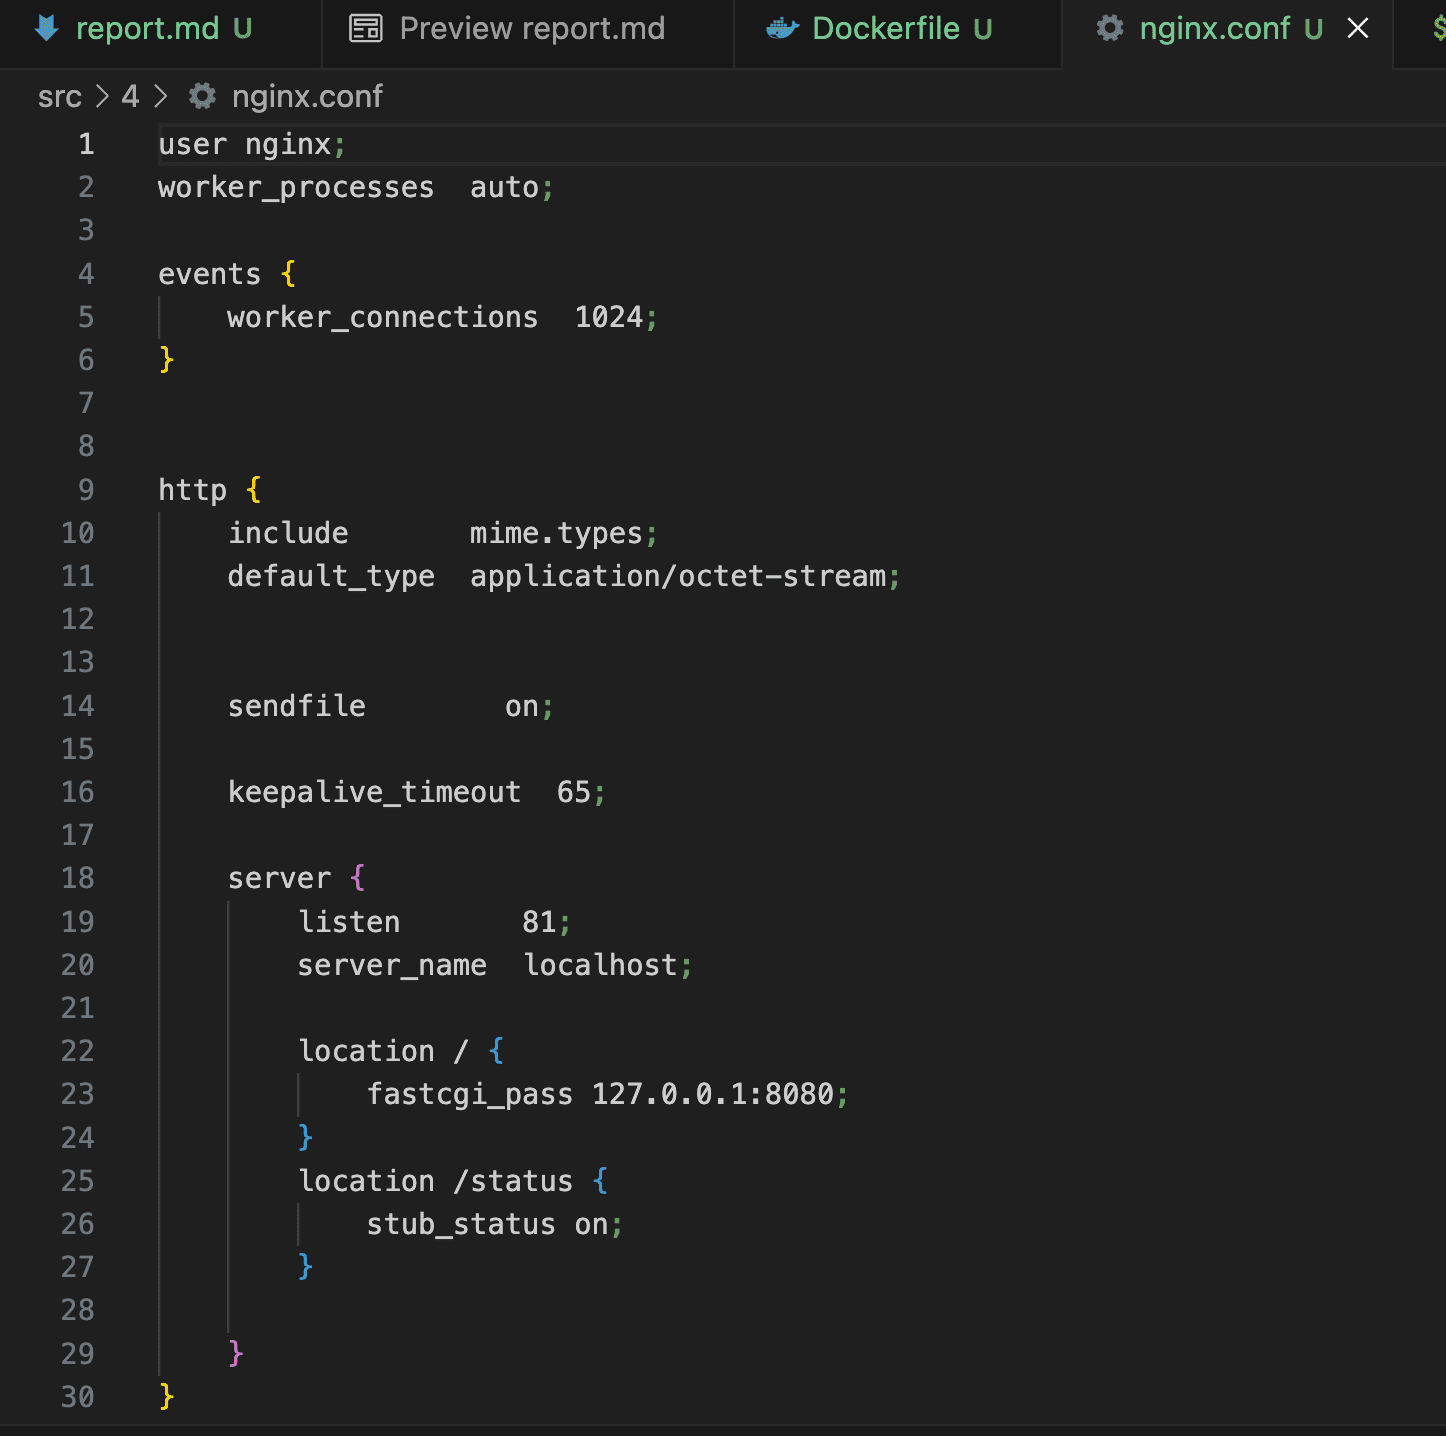 report.md U Preview report.md Dockerfile U nginx.conf U $
src > 4 > nginx.conf
1 user nginx;
2 worker_processes  auto;
3
4 events {
5     worker_connections  1024;
6 }
7
8
9 http {
10     include       mime.types;
11     default_type  application/octet-stream;
12
13
14     sendfile        on;
15
16     keepalive_timeout  65;
17
18     server {
19         listen       81;
20         server_name  localhost;
21
22         location / {
23             fastcgi_pass 127.0.0.1:8080;
24         }
25         location /status {
26             stub_status on;
27         }
28
29     }
30 }